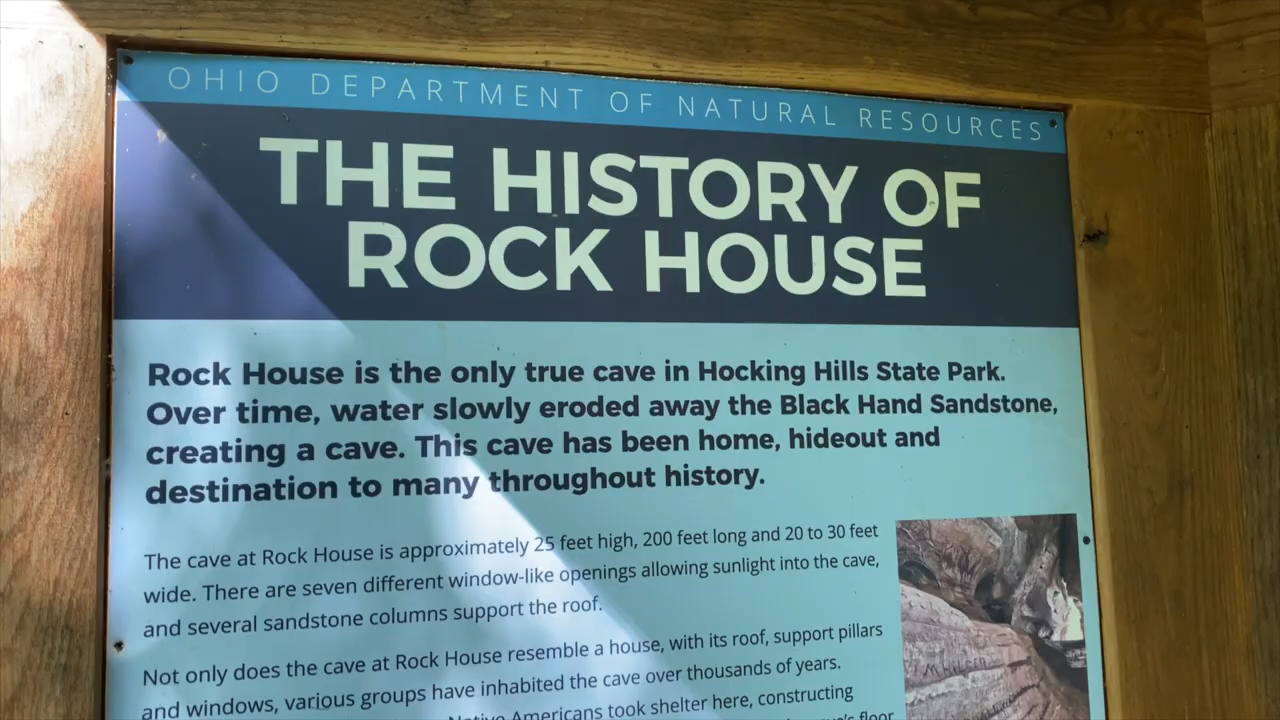 OHIO DEPARTMENT OF NATURAL RESOURCES
THE HISTORY OF
ROCK HOUSE
Rock House is the only true cave in Hocking Hills State Park.
Over time, water slowly eroded away the Black Hand Sandstone,
creating a cave. This cave has been home, hideout and
destination to many throughout history.
The cave at Rock House is approximately 25 feet high, 200 feet long and 20 to 30 feet
wide. There are seven different window-like openings allowing sunlight into the cave,
and several sandstone columns support the roof.
Not only does the cave at Rock House resemble a house, with its roof, support pillars
and windows, various groups have inhabited the cave over thousands of years.
Native Americans took shelter here, constructing
floor